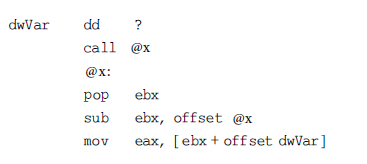 dwVar dd ?
call @x
@x:
pop ebx
sub ebx, offset @x
mov eax, [ebx + offset dwVar]